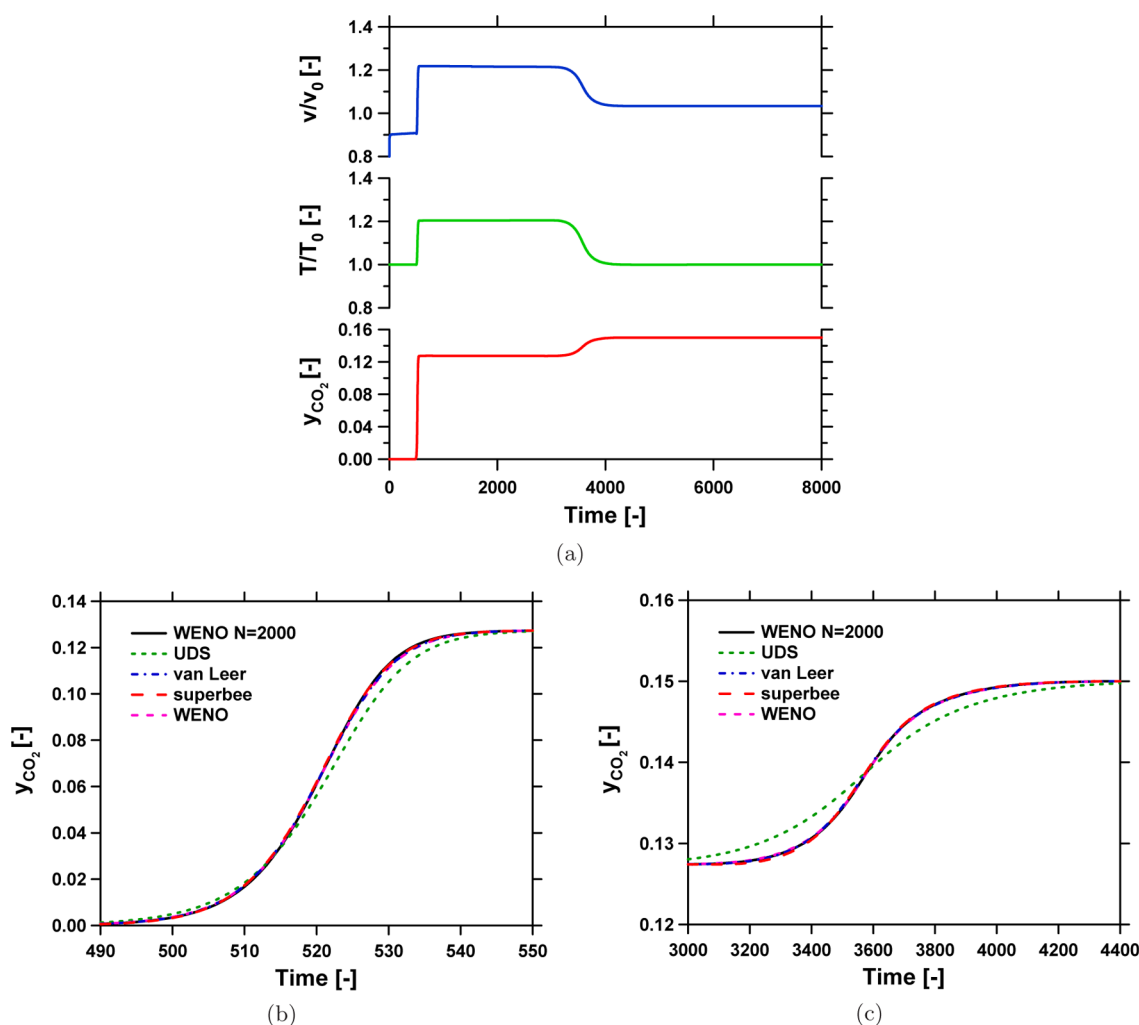 1.4
1.2
1.0
0.8
v/v0 [-]
1.4
1.2
1.0
0.8
T/T0 [-]
0.16
0.12
0.08
0.04
0.00
yCO2 [-]
0 2000 4000 6000 8000
Time [-]
(a)
0.14
0.12
0.10
0.08
0.06
0.04
0.02
0.00
yCO2 [-]
WENO N=2000
UDS
van Leer
superbee
WENO
490 500 510 520 530 540 550
Time [-]
(b)
0.16
0.15
0.14
0.13
0.12
yCO2 [-]
WENO N=2000
UDS
van Leer
superbee
WENO
3000 3200 3400 3600 3800 4000 4200 4400
Time [-]
(c)